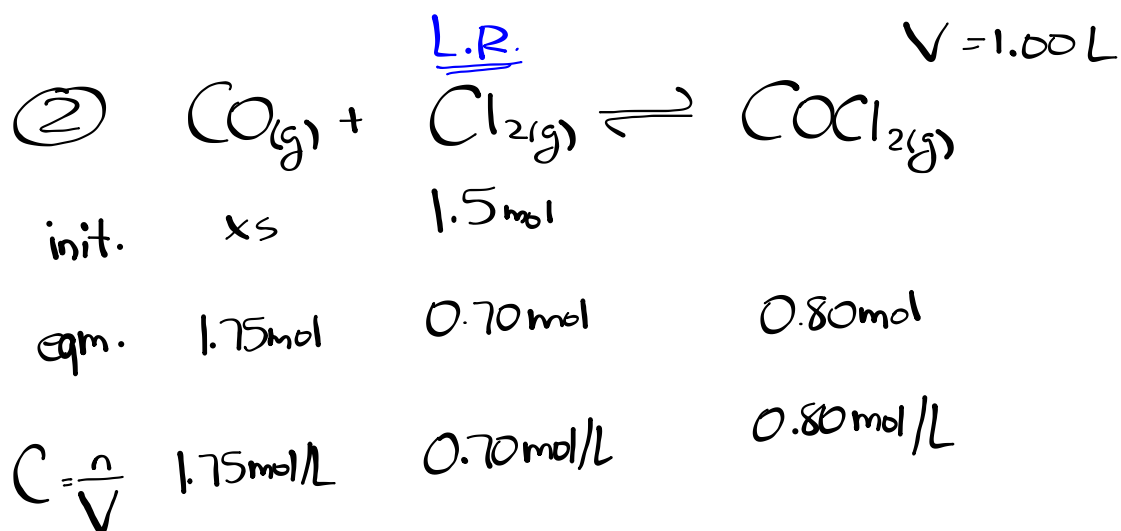 L.R. V = 1.00 L
② CO(g) + Cl₂(g) ⇌ COCl₂(g)
init. xs 1.5 mol
eqm. 1.75 mol 0.70 mol 0.80 mol
C = n/V 1.75 mol/L 0.70 mol/L 0.80 mol/L